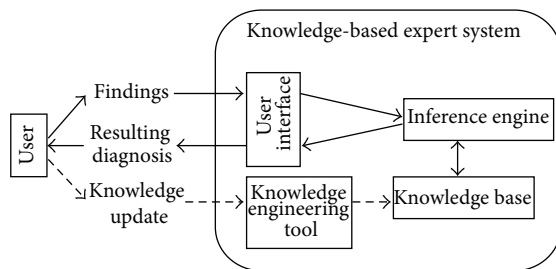 Knowledge-based expert system
Findings
User
interface
Inference engine
User
Resulting
diagnosis
Knowledge
update
Knowledge
engineering
tool
Knowledge base